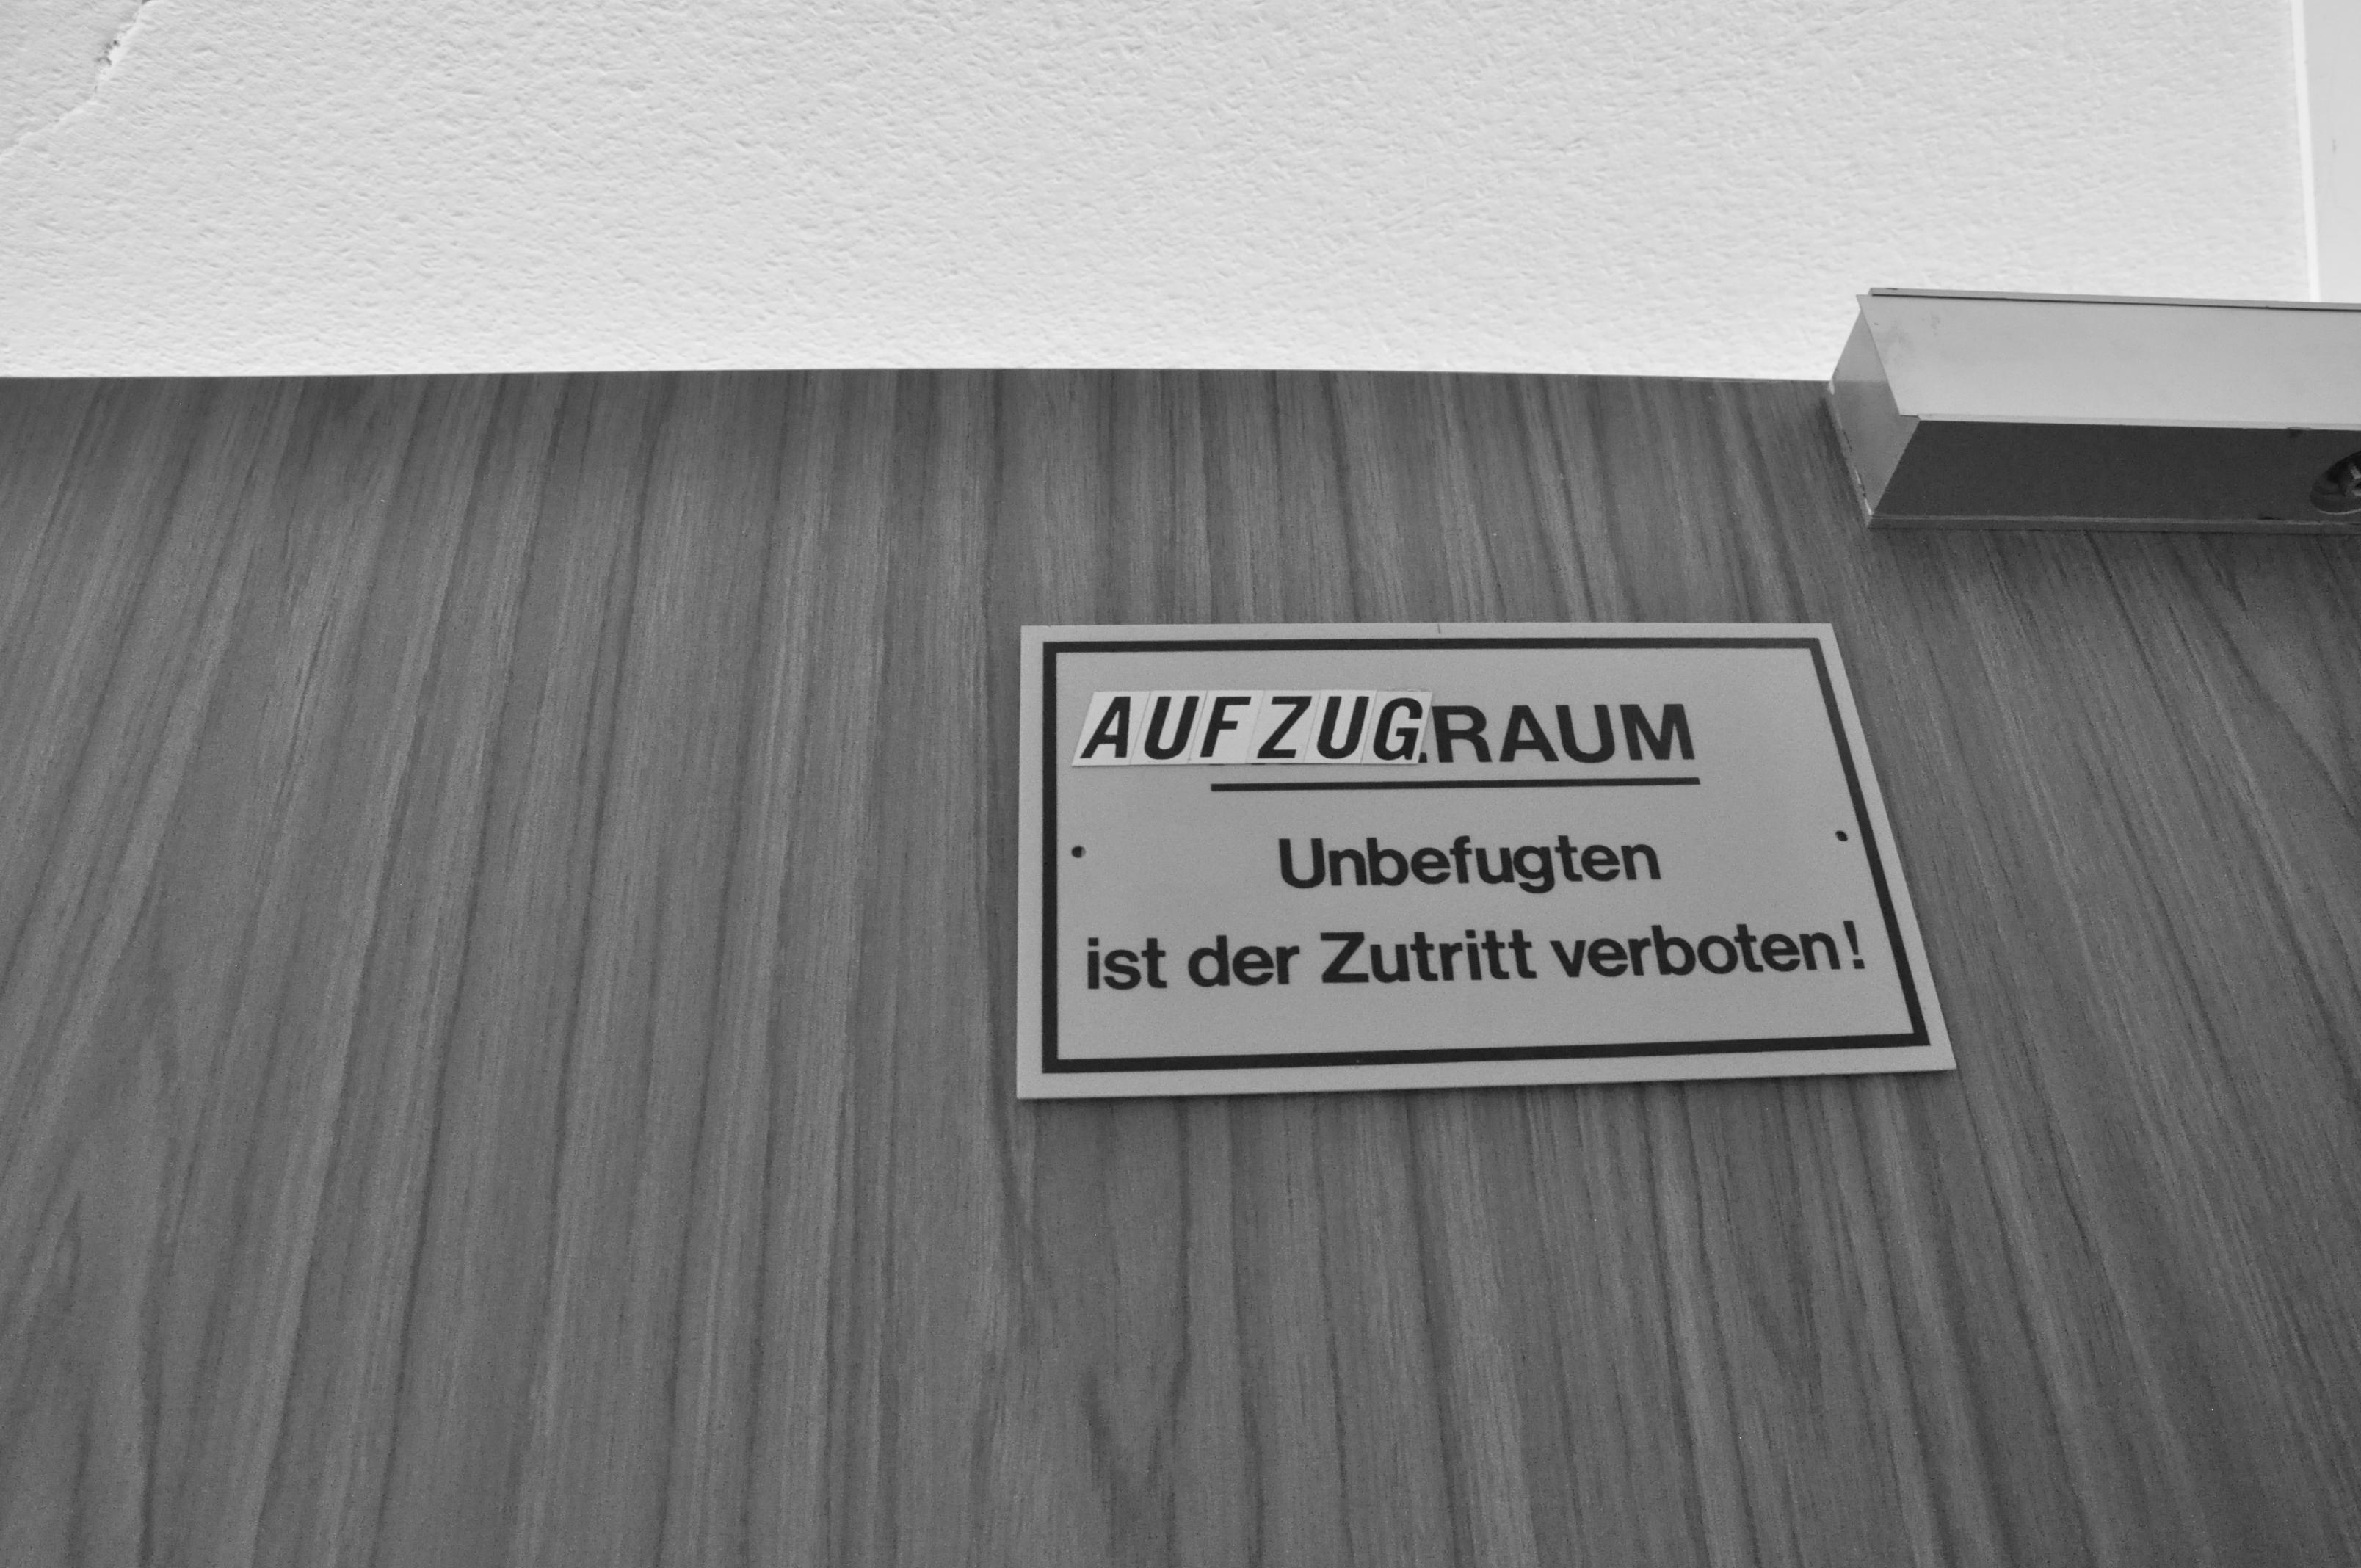 AUFZUGRAUM
Unbefugten
ist der Zutritt verboten!